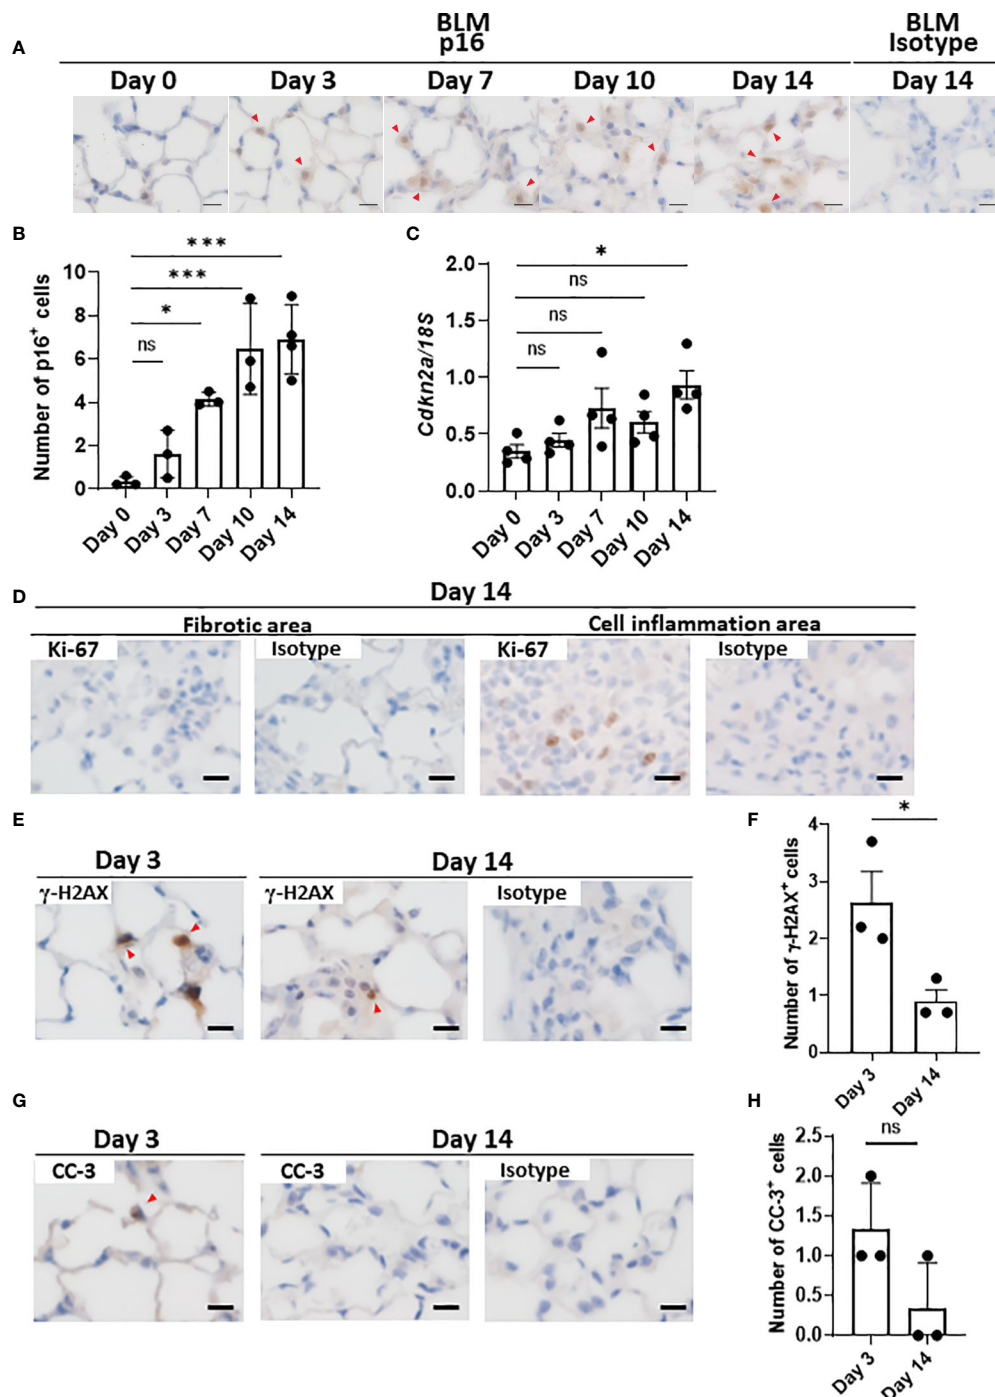 A
BLM
p16
BLM
Isotype
Day 0
Day 3
Day 7
Day 10
Day 14
Day 14
B
Number of p16+ cells
10
8
6
4
2
0
ns
*
***
***
Day 0
Day 3
Day 7
Day 10
Day 14
C
Cdkn2a/18S
2.0
1.5
1.0
0.5
0.0
ns
ns
ns
*
Day 0
Day 3
Day 7
Day 10
Day 14
D
Day 14
Fibrotic area
Cell inflammation area
Ki-67
Isotype
Ki-67
Isotype
E
Day 3
Day 14
γ-H2AX
γ-H2AX
Isotype
F
Number of γ-H2AX+ cells
4
3
2
1
0
*
Day 3
Day 14
G
Day 3
Day 14
CC-3
CC-3
Isotype
H
Number of CC-3+ cells
2.5
2.0
1.5
1.0
0.5
0.0
ns
Day 3
Day 14